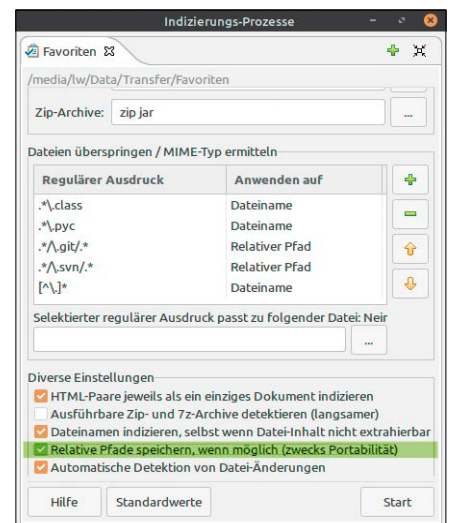 Indizierungs-Prozesse
Favoriten
/media/lw/Data/Transfer/Favoriten
Zip-Archive: zip jar ...
Dateien überspringen / MIME-Typ ermitteln
Regulärer Ausdruck Anwenden auf
.*\.class Dateiname
.*\.pyc Dateiname
.*/\.git/.* Relativer Pfad
.*/\.svn/.* Relativer Pfad
[^\.]* Dateiname
Selektierter regulärer Ausdruck passt zu folgender Datei: Neir
...
Diverse Einstellungen
HTML-Paare jeweils als ein einziges Dokument indizieren
Ausführbare Zip- und 7z-Archive detektieren (langsamer)
Dateinamen indizieren, selbst wenn Datei-Inhalt nicht extrahierbar
Relative Pfade speichern, wenn möglich (zwecks Portabilität)
Automatische Detektion von Datei-Änderungen
Hilfe Standardwerte Start